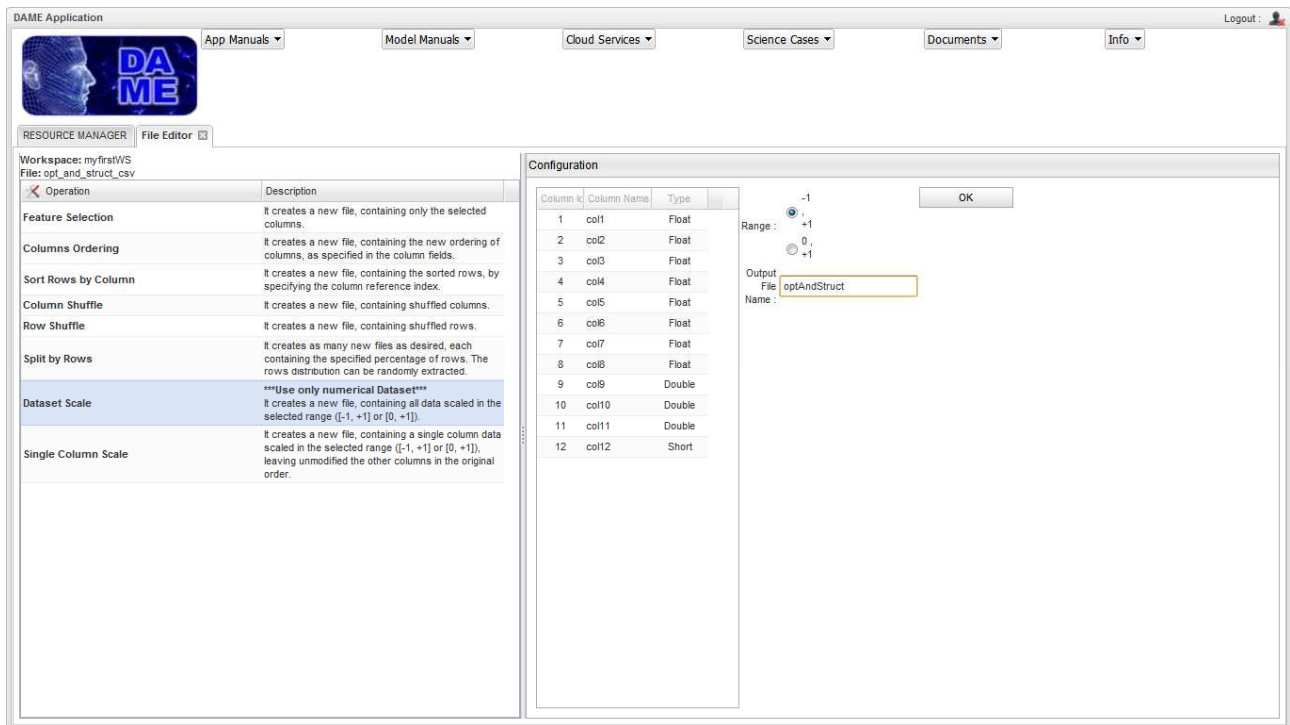 DAME Application
Logout :
App Manuals
Model Manuals
Cloud Services
Science Cases
Documents
Info
DA
ME
RESOURCE MANAGER
File Editor
Workspace: myfirstWS
File: opt_and_struct_csv
Operation
Description
Feature Selection
It creates a new file, containing only the selected
columns.
Columns Ordering
It creates a new file, containing the new ordering of
columns, as specified in the column fields.
Sort Rows by Column
It creates a new file, containing the sorted rows, by
specifying the column reference index.
Column Shuffle
It creates a new file, containing shuffled columns.
Row Shuffle
It creates a new file, containing shuffled rows.
Split by Rows
It creates as many new files as desired, each
containing the specified percentage of rows. The
rows distribution can be randomly extracted.
Dataset Scale
***Use only numerical Dataset***
It creates a new file, containing all data scaled in the
selected range ([-1, +1] or [0, +1]).
Single Column Scale
It creates a new file, containing a single column data
scaled in the selected range ([-1, +1] or [0, +1]),
leaving unmodified the other columns in the original
order.
Configuration
Column Ic Column Name Type
1 col1 Float
2 col2 Float
3 col3 Float
4 col4 Float
5 col5 Float
6 col6 Float
7 col7 Float
8 col8 Float
9 col9 Double
10 col10 Double
11 col11 Double
12 col12 Short
Range :
-1
,
+1
0 ,
+1
Output
File
Name :
optAndStruct
OK